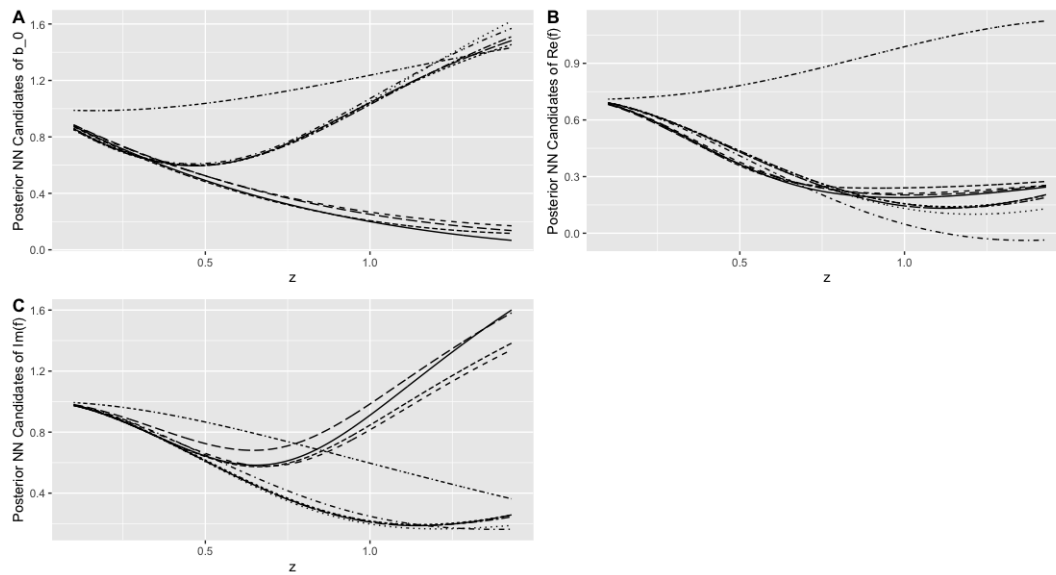 A
Posterior NN Candidates of b_0
1.6
1.2
0.8
0.4
0.0
0.5
1.0
z
B
Posterior NN Candidates of Re(f)
0.9
0.6
0.3
0.0
0.5
1.0
z
C
Posterior NN Candidates of Im(f)
1.6
1.2
0.8
0.4
0.5
1.0
z